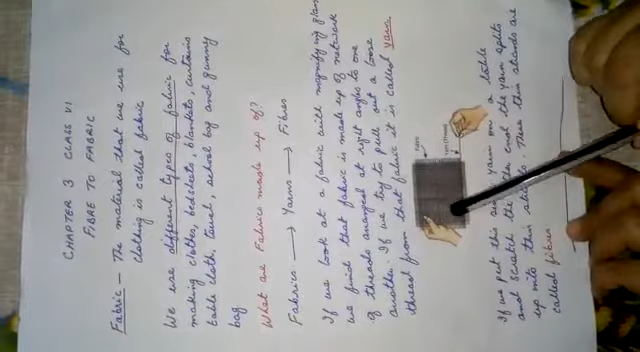 CHAPTER 3 CLASS VI
FIBRE TO FABRIC
Fabric - The material that we use for
clothing is called fabric
We use different types of fabric for
making clothes, bedsheets, blankets, curtains
table cloth, towel, school bag and gunny
bag
What are Fabrics made up of?
Fabrics → Yarns → Fibres
If we look at a fabric with magnifying glass
we find that fabric is made up of network
of threads arranged at right angles to one
another. If we try to pull out a loose
thread from that fabric it is called yarn
Fabric
Yarn (thread)
If we put this yarn on a table
and scratch the end the yarn splits
up into thin strands. These thin strands are
called fibres